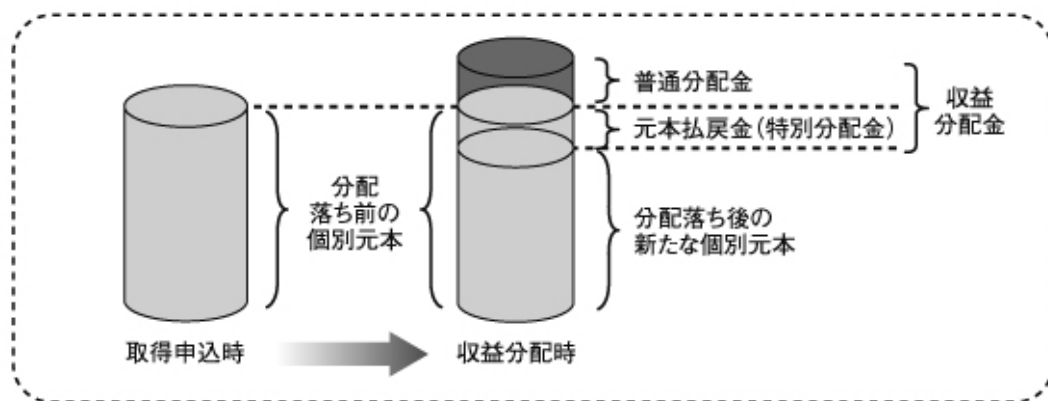 普通分配金
元本払戻金(特別分配金)
収益
分配金
分配
落ち前の
個別元本
分配落ち後の
新たな個別元本
取得申込時
収益分配時